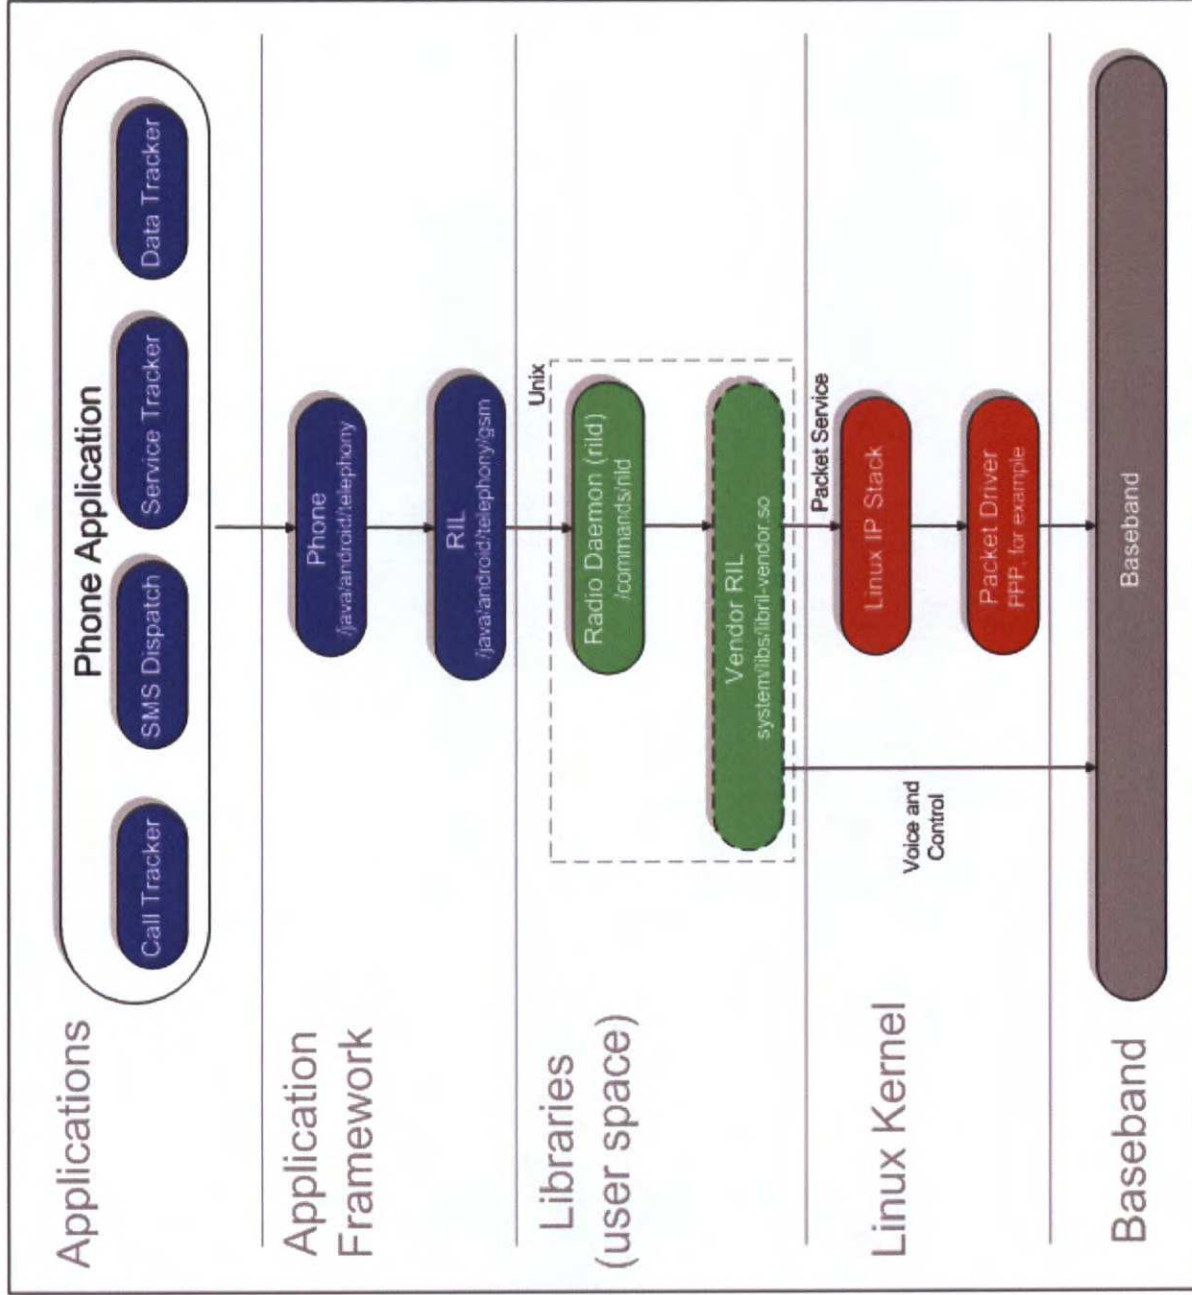 Applications
Phone Application
Call Tracker
SMS Dispatch
Service Tracker
Data Tracker
Application
Framework
Phone
/java/android/telephony
RIL
/java/android/telephony/gsm
Libraries
(user space)
Unix
Radio Daemon (rild)
/commands/rild
Vendor RIL
system/libs/libril-vendor.so
Linux Kernel
Packet Service
Voice and
Control
Linux IP Stack
Packet Driver
PPP, for example
Baseband
Baseband